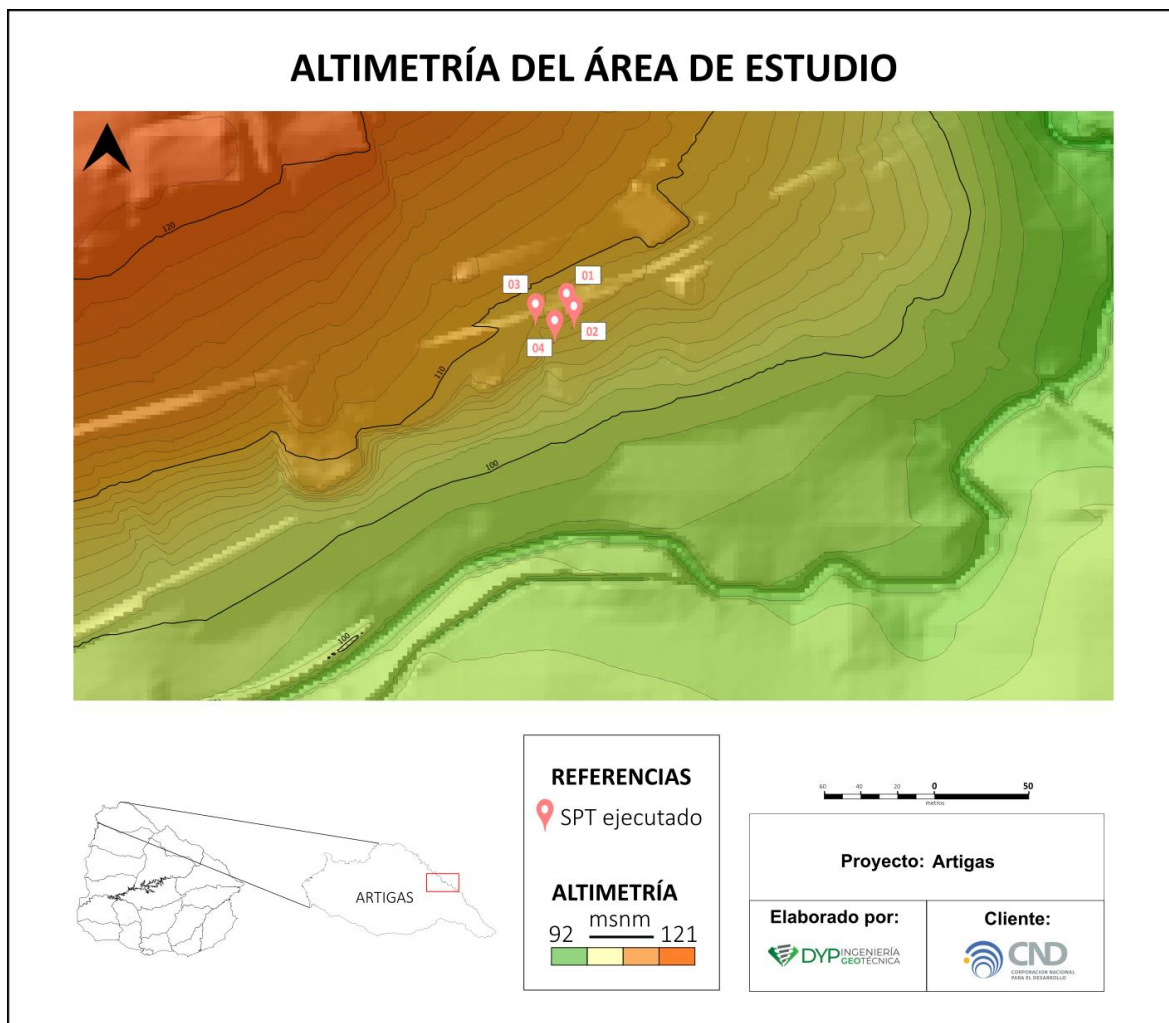 ALTIMETRÍA DEL ÁREA DE ESTUDIO
120
110
100
100
03
01
02
04
ARTIGAS
REFERENCIAS
SPT ejecutado
ALTIMETRÍA
msnm
92
121
60 40 20 0 50
metros
Proyecto: Artigas
Elaborado por:
DYP INGENIERÍA
GEOTÉCNICA
Cliente:
CND
CORPORACION NACIONAL
PARA EL DESARROLLO